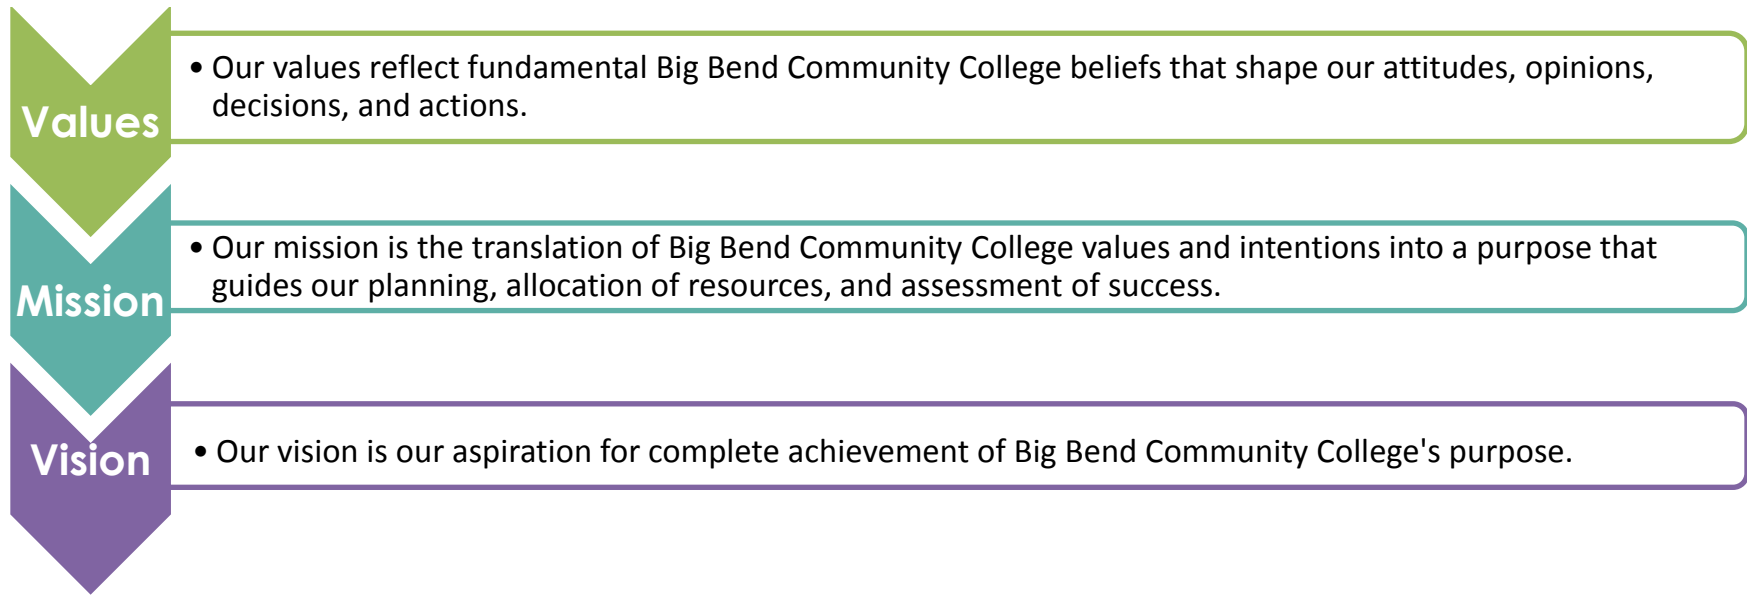 Values
• Our values reflect fundamental Big Bend Community College beliefs that shape our attitudes, opinions,
decisions, and actions.
Mission
• Our mission is the translation of Big Bend Community College values and intentions into a purpose that
guides our planning, allocation of resources, and assessment of success.
Vision
• Our vision is our aspiration for complete achievement of Big Bend Community College's purpose.